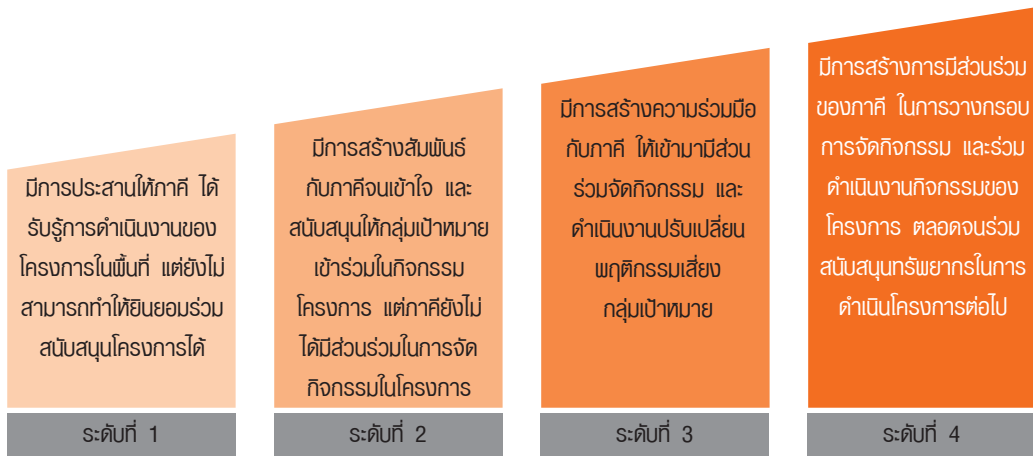 มีการประสานให้ภาคี ได้
รับรู้การดำเนินงานของ
โครงการในพื้นที่ แต่ยังไม่
สามารถทำให้ยินยอมร่วม
สนับสนุนโครงการได้
ระดับที่ 1
มีการสร้างสัมพันธ์
กับภาคีจนเข้าใจ และ
สนับสนุนให้กลุ่มเป้าหมาย
เข้าร่วมในกิจกรรม
โครงการ แต่ภาคียังไม่
ได้มีส่วนร่วมในการจัด
กิจกรรมในโครงการ
ระดับที่ 2
มีการสร้างความร่วมมือ
กับภาคี ให้เข้ามามีส่วน
ร่วมจัดกิจกรรม และ
ดำเนินงานปรับเปลี่ยน
พฤติกรรมเสี่ยง
กลุ่มเป้าหมาย
ระดับที่ 3
มีการสร้างการมีส่วนร่วม
ของภาคี ในการวางกรอบ
การจัดกิจกรรม และร่วม
ดำเนินงานกิจกรรมของ
โครงการ ตลอดจนร่วม
สนับสนุนทรัพยากรในการ
ดำเนินโครงการต่อไป
ระดับที่ 4